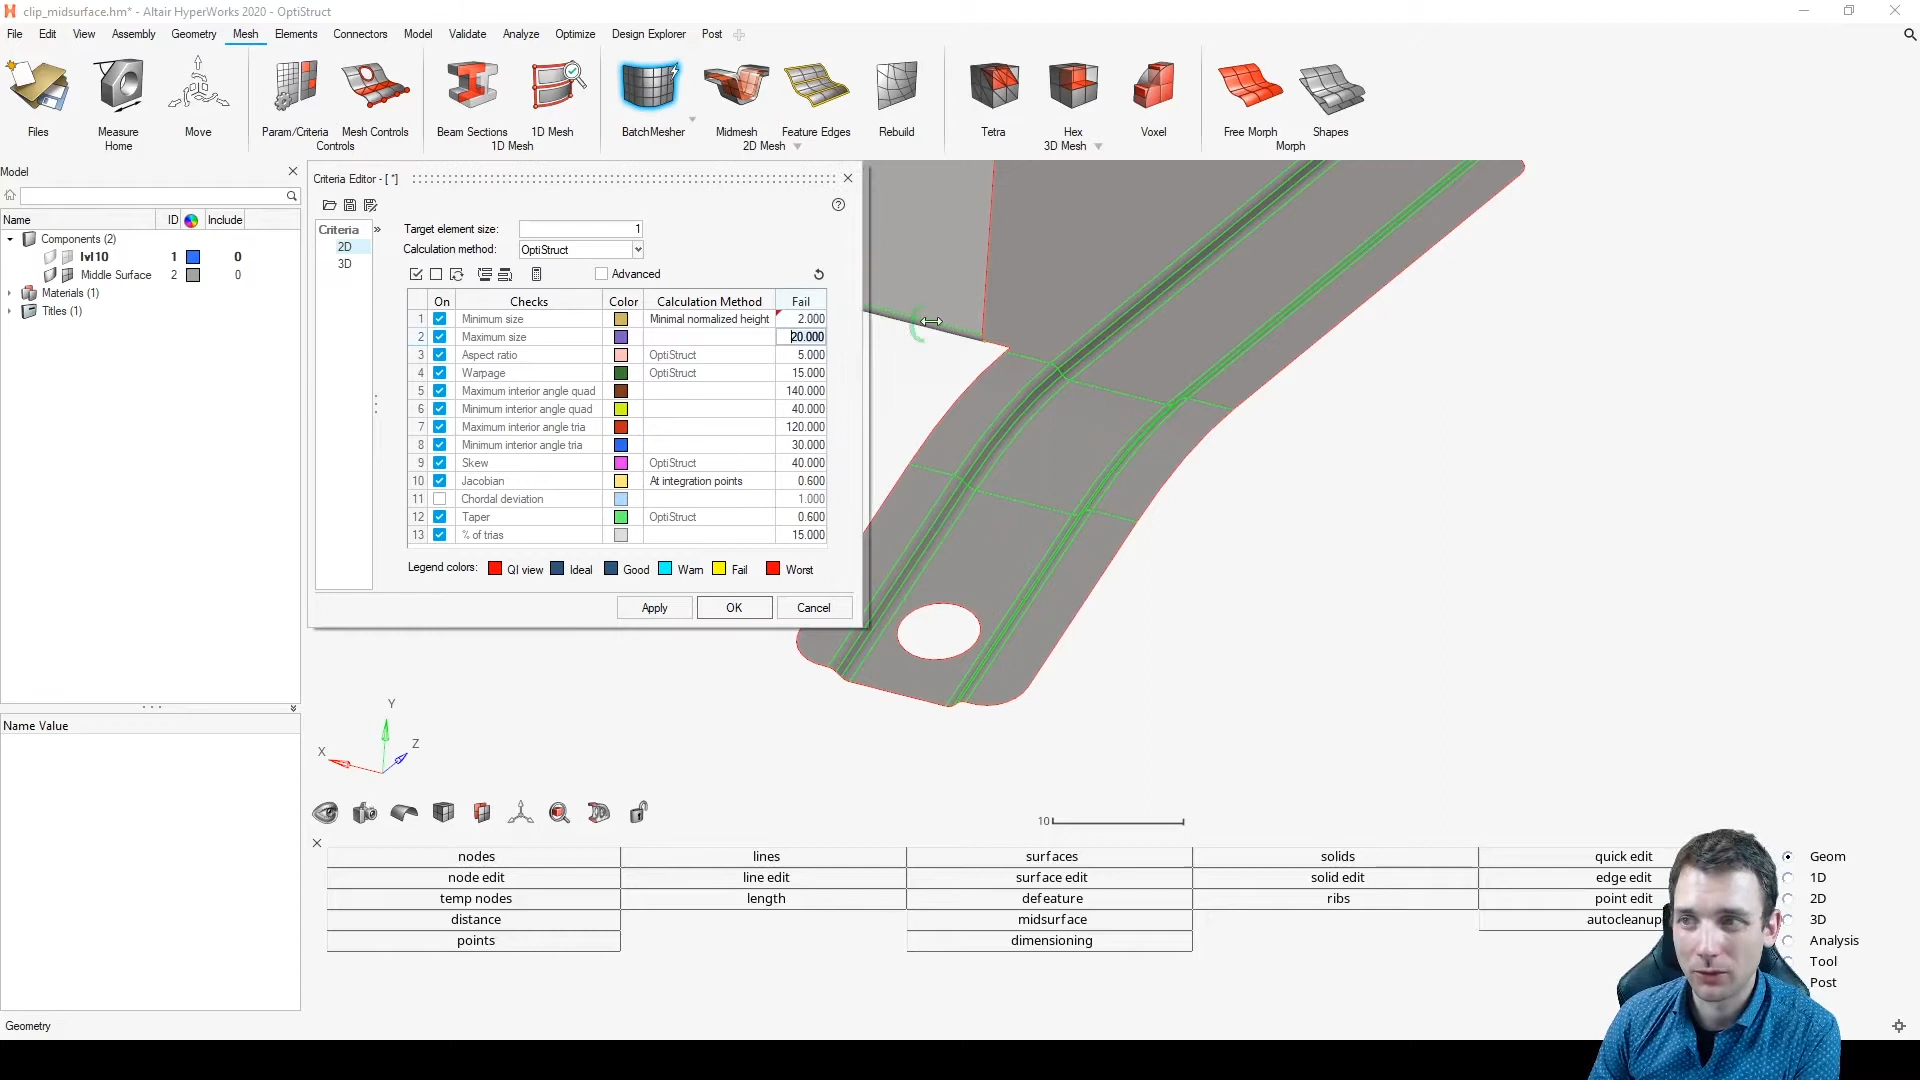 clip_midsurface.hm* - Altair HyperWorks 2020 - OptiStruct
File Edit View Assembly Geometry Mesh Elements Connectors Model Validate Analyze Optimize Design Explorer Post
Files Measure Move Param/Criteria Mesh Controls Beam Sections 1D Mesh BatchMesher Midmesh Feature Edges Rebuild Tetra Hex Voxel Free Morph Shapes
Home Controls 1D Mesh 2D Mesh 3D Mesh Morph
Model
Name ID Include
Components (2)
lvl10 1 0
Middle Surface 2 0
Materials (1)
Titles (1)
Name Value
Criteria Editor - [ *]
Criteria »
2D
3D
Target element size: 1
Calculation method: OptiStruct
Advanced
On Checks Color Calculation Method Fail
1 Minimum size Minimal normalized height 2.000
2 Maximum size 20.000
3 Aspect ratio OptiStruct 5.000
4 Warpage OptiStruct 15.000
5 Maximum interior angle quad 140.000
6 Minimum interior angle quad 40.000
7 Maximum interior angle tria 120.000
8 Minimum interior angle tria 30.000
9 Skew OptiStruct 40.000
10 Jacobian At integration points 0.600
11 Chordal deviation 1.000
12 Taper OptiStruct 0.600
13 % of trias 15.000
Legend colors: QI view Ideal Good Warn Fail Worst
Apply OK Cancel
Y
X
Z
10
nodes lines surfaces solids quick edit Geom
node edit line edit surface edit solid edit edge edit 1D
temp nodes length defeature ribs point edit 2D
distance midsurface autocleanup 3D
points dimensioning Analysis
Tool
Post
Geometry